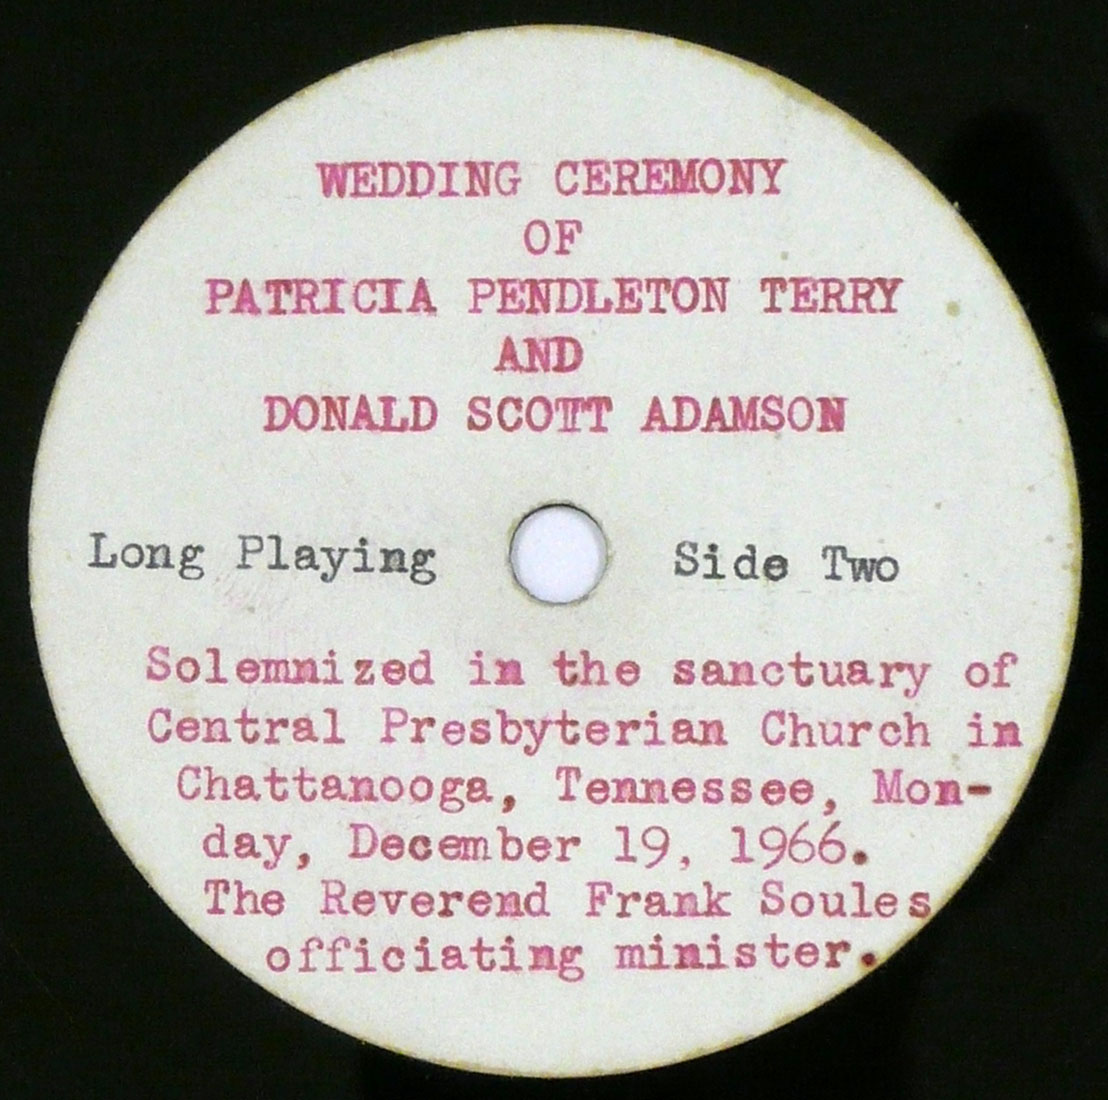 WEDDING CEREMONY
OF
PATRICIA PENDLETON TERRY
AND
DONALD SCOTT ADAMSON
Long Playing Side Two
Solemnized in the sanctuary of
Central Presbyterian Church in
Chattanooga, Tennessee, Mon-
day, December 19, 1966.
The Reverend Frank Soules
officiating minister.